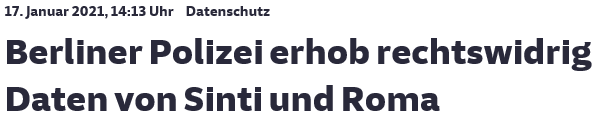 17. Januar 2021, 14:13 Uhr Datenschutz
Berliner Polizei erhob rechtswidrig
Daten von Sinti und Roma